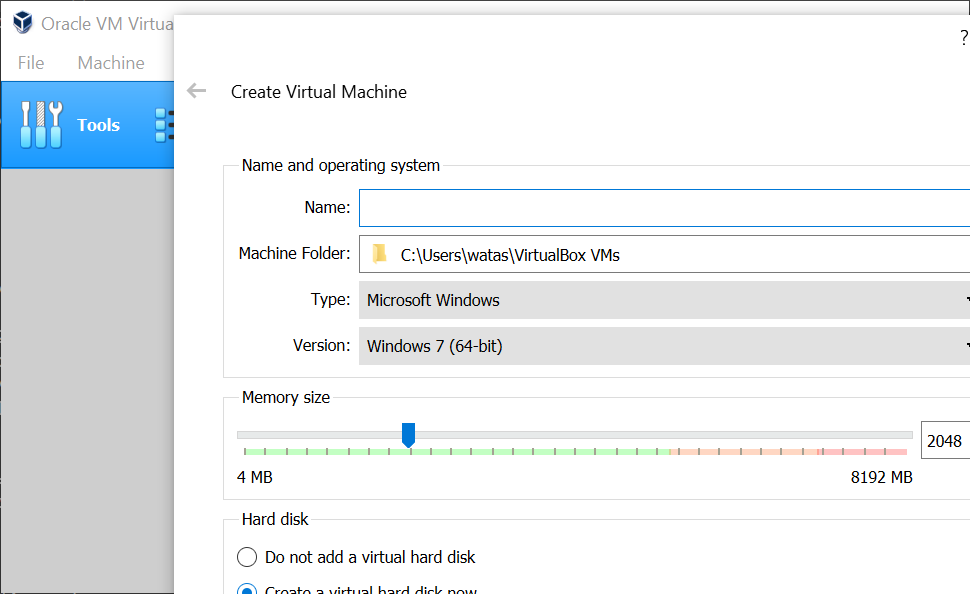 Oracle VM Virtua
?
File Machine
Create Virtual Machine
Tools
Name and operating system
Name:
Machine Folder: C:\Users\watas\VirtualBox VMs
Type: Microsoft Windows
Version: Windows 7 (64-bit)
Memory size
2048
4 MB 8192 MB
Hard disk
Do not add a virtual hard disk
Create a virtual hard disk now